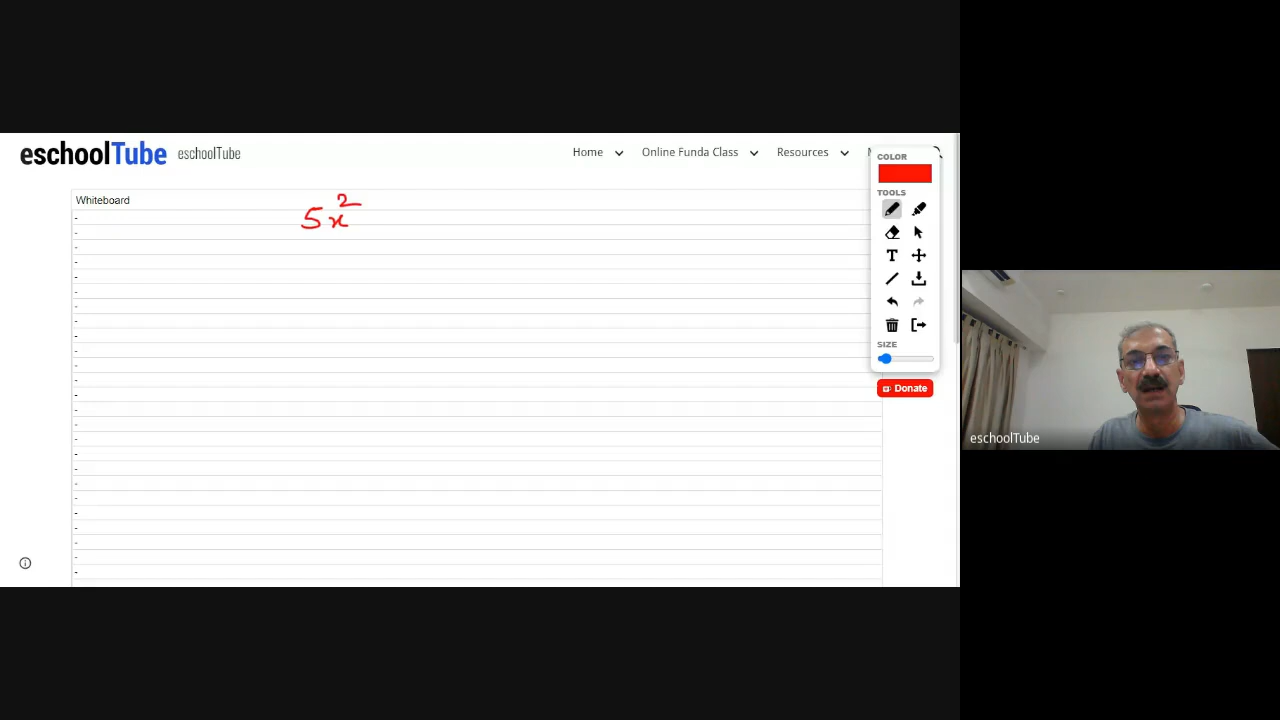 eschoolTube eschoolTube Home Online Funda Class Resources
COLOR
TOOLS
Whiteboard
5x²
SIZE
Donate
eschoolTube